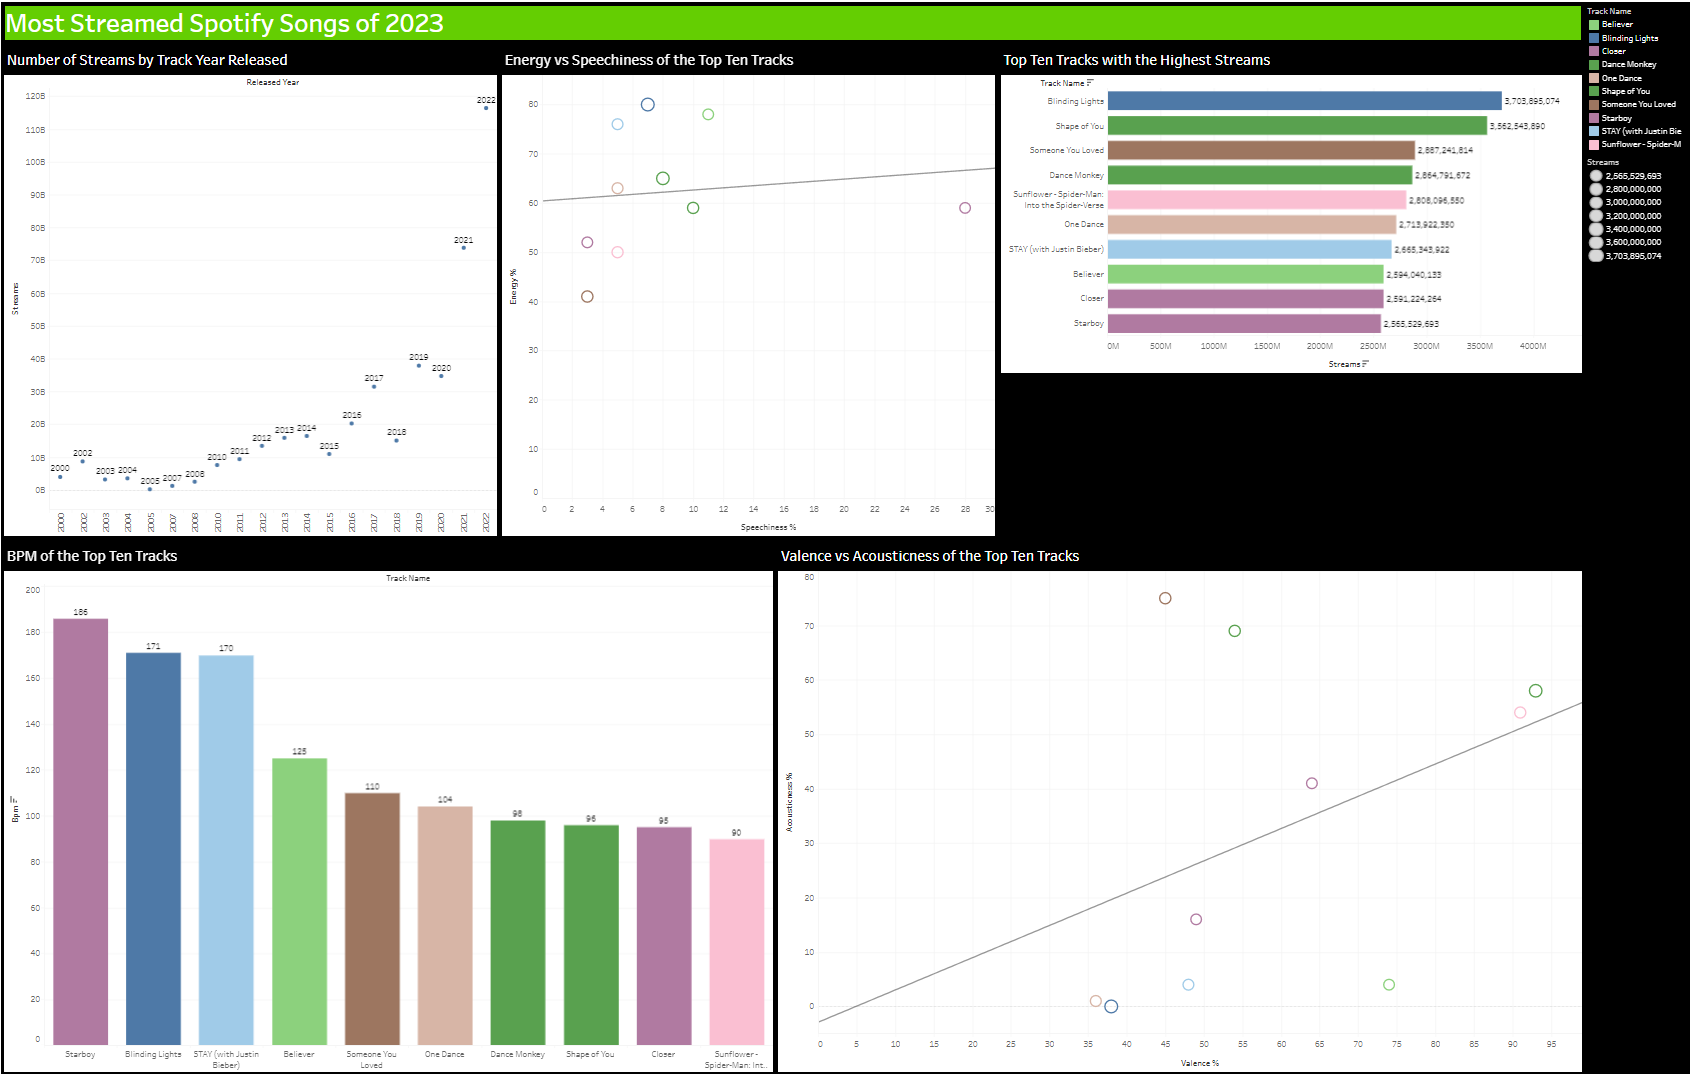 Most Streamed Spotify Songs of 2023
Number of Streams by Track Year Released
Released Year
120B
110B
100B
90B
80B
70B
60B
50B
40B
30B
20B
10B
0B
Streams
2000
2002
2003
2004
2005
2007
2008
2010
2011
2012
2013
2014
2015
2016
2017
2018
2019
2020
2021
2022
2000
2002
2003
2004
2005
2007
2008
2010
2011
2012
2013
2014
2015
2016
2017
2018
2019
2020
2021
2022
Energy vs Speechiness of the Top Ten Tracks
80
70
60
50
40
30
20
10
0
Energy %
0 2 4 6 8 10 12 14 16 18 20 22 24 26 28 30
Speechiness %
Top Ten Tracks with the Highest Streams
Track Name
Blinding Lights 3,703,895,074
Shape of You 3,562,543,890
Someone You Loved 2,887,241,814
Dance Monkey 2,864,791,672
Sunflower - Spider-Man:
Into the Spider-Verse 2,808,096,550
One Dance 2,713,922,350
STAY (with Justin Bieber) 2,665,343,922
Believer 2,594,040,133
Closer 2,591,224,264
Starboy 2,565,529,693
0M 500M 1000M 1500M 2000M 2500M 3000M 3500M 4000M
Streams
Track Name
Believer
Blinding Lights
Closer
Dance Monkey
One Dance
Shape of You
Someone You Loved
Starboy
STAY (with Justin Bie
Sunflower - Spider-M
Streams
2,565,529,693
2,800,000,000
3,000,000,000
3,200,000,000
3,400,000,000
3,600,000,000
3,703,895,074
BPM of the Top Ten Tracks
Track Name
200
180
160
140
120
100
80
60
40
20
0
Bpm
186
171
170
125
110
104
98
96
95
90
Starboy
Blinding Lights
STAY (with Justin
Bieber)
Believer
Someone You
Loved
One Dance
Dance Monkey
Shape of You
Closer
Sunflower -
Spider-Man: Int..
Valence vs Acousticness of the Top Ten Tracks
80
70
60
50
40
30
20
10
0
Acousticness %
0 5 10 15 20 25 30 35 40 45 50 55 60 65 70 75 80 85 90 95
Valence %